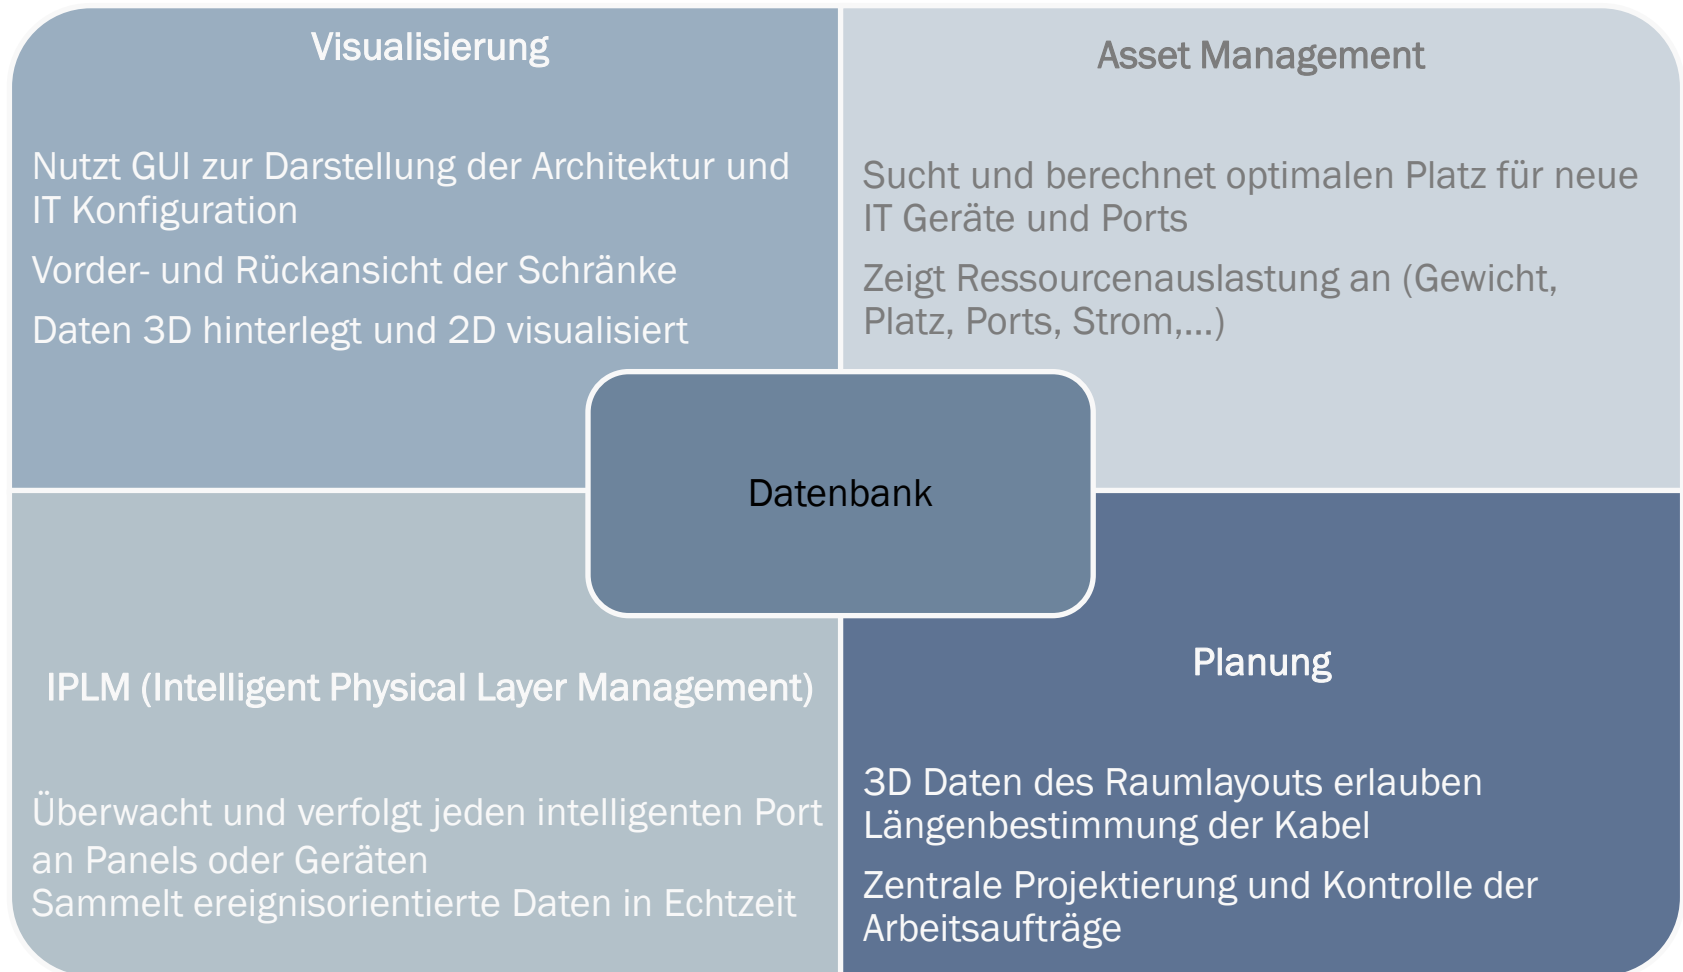 Visualisierung
Nutzt GUI zur Darstellung der Architektur und
IT Konfiguration
Vorder- und Rückansicht der Schränke
Daten 3D hinterlegt und 2D visualisiert
Asset Management
Sucht und berechnet optimalen Platz für neue
IT Geräte und Ports
Zeigt Ressourcenauslastung an (Gewicht,
Platz, Ports, Strom,...)
Datenbank
IPLM (Intelligent Physical Layer Management)
Überwacht und verfolgt jeden intelligenten Port
an Panels oder Geräten
Sammelt ereignisorientierte Daten in Echtzeit
Planung
3D Daten des Raumlayouts erlauben
Längenbestimmung der Kabel
Zentrale Projektierung und Kontrolle der
Arbeitsaufträge